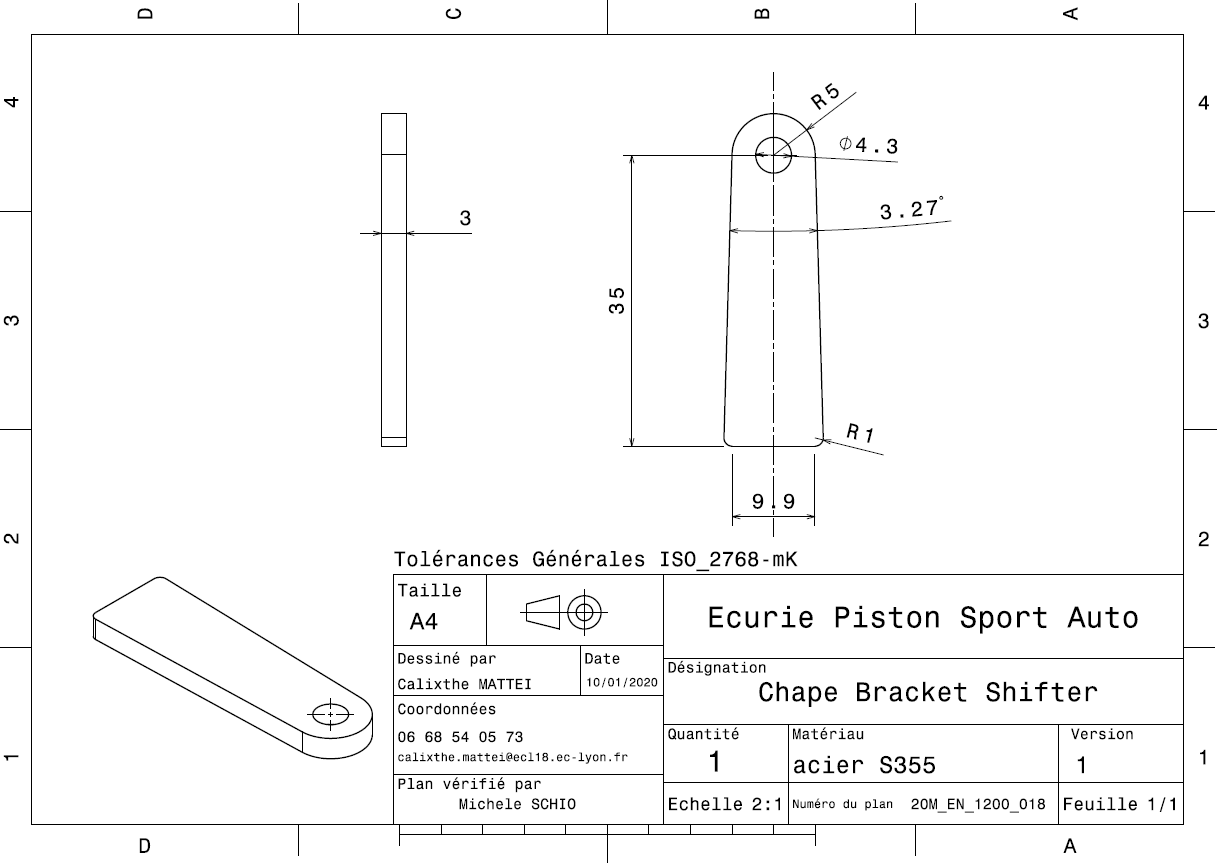 D C B A
4 4
R5
⌀4.3
3.27°
3
35
3 3
R1
9.9
2 2
Tolérances Générales ISO_2768-mK
Taille
A4
Ecurie Piston Sport Auto
Dessiné par
Calixthe MATTEI
Date
10/01/2020
Désignation
Chape Bracket Shifter
Coordonnées
06 68 54 05 73
calixthe.mattei@ecl18.ec-lyon.fr
Quantité
1
Matériau
acier S355
Version
1
1 1
Plan vérifié par
Michele SCHIO
Echelle 2:1
Numéro du plan 20M_EN_1200_018
Feuille 1/1
D A